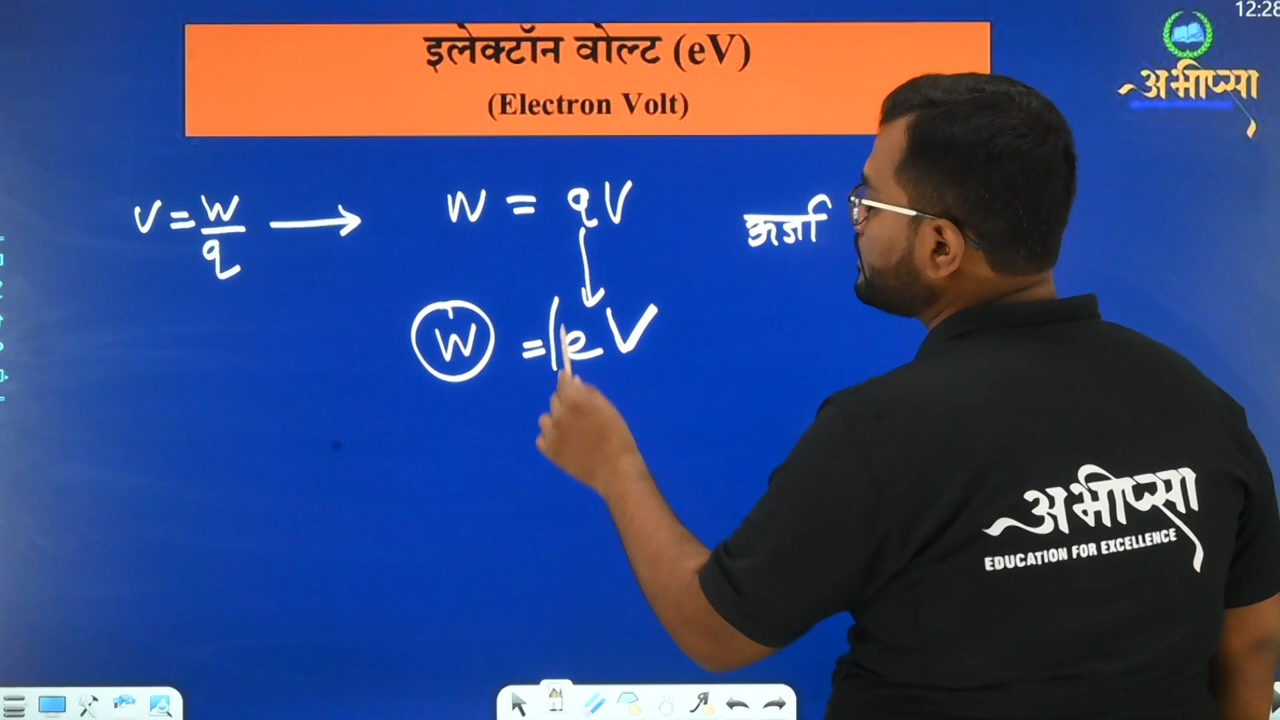 12:28
इलेक्टॉन वोल्ट (eV)
(Electron Volt)
अभीप्सा
V = W/q → W = qV ऊर्जा
W = (eV
अभीप्सा
EDUCATION FOR EXCELLENCE